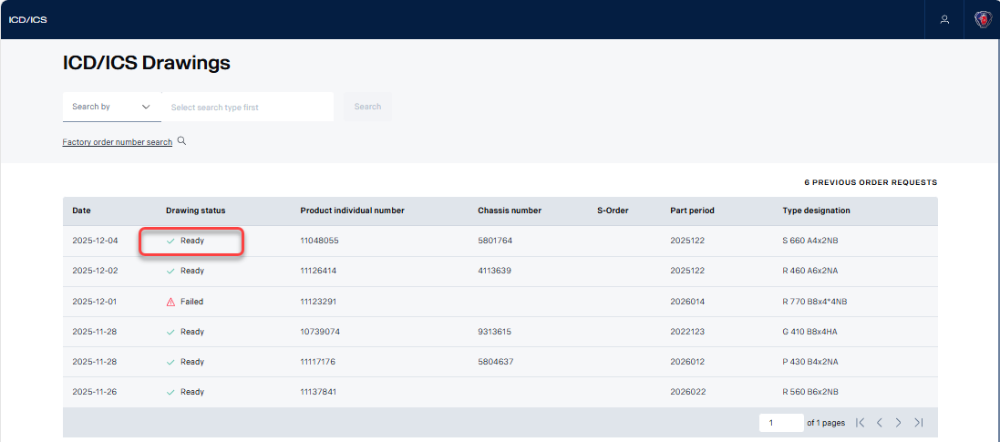 ICD/ICS
ICD/ICS Drawings
Search by Select search type first Search
Factory order number search
6 PREVIOUS ORDER REQUESTS
Date Drawing status Product individual number Chassis number S-Order Part period Type designation
2025-12-04 Ready 11048055 5801764 2025122 S 660 A4x2NB
2025-12-02 Ready 11126414 4113639 2025122 R 460 A6x2NA
2025-12-01 Failed 11123291 2026014 R 770 B8x4*4NB
2025-11-28 Ready 10739074 9313615 2022123 G 410 B8x4HA
2025-11-28 Ready 11117176 5804637 2026012 P 430 B4x2NA
2025-11-26 Ready 11137841 2026022 R 560 B6x2NB
1 of 1 pages